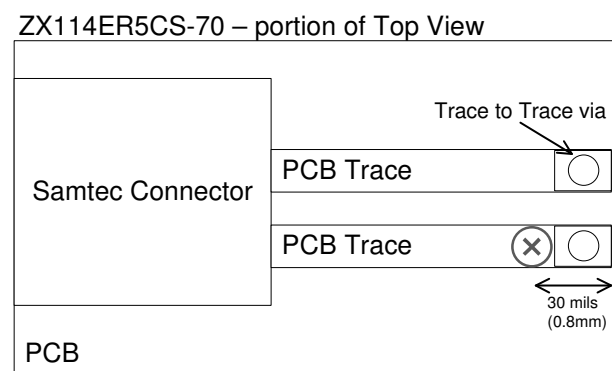 ZX114ER5CS-70 – portion of Top View
Trace to Trace via
PCB Trace
Samtec Connector
PCB Trace
30 mils
(0.8mm)
PCB